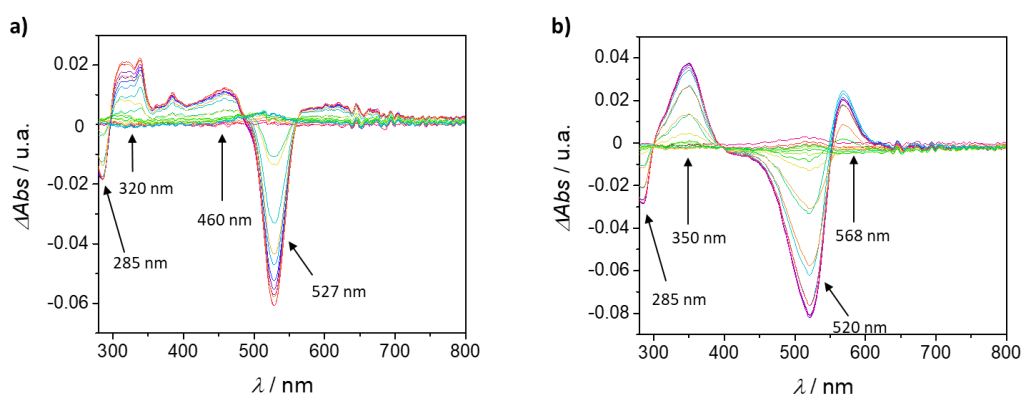 a)
ΔAbs / u.a.
0.02
0
-0.02
-0.04
-0.06
320 nm
460 nm
285 nm
527 nm
300 400 500 600 700 800
λ / nm
b)
ΔAbs / u.a.
0.04
0.02
0
-0.02
-0.04
-0.06
-0.08
350 nm
568 nm
285 nm
520 nm
300 400 500 600 700 800
λ / nm